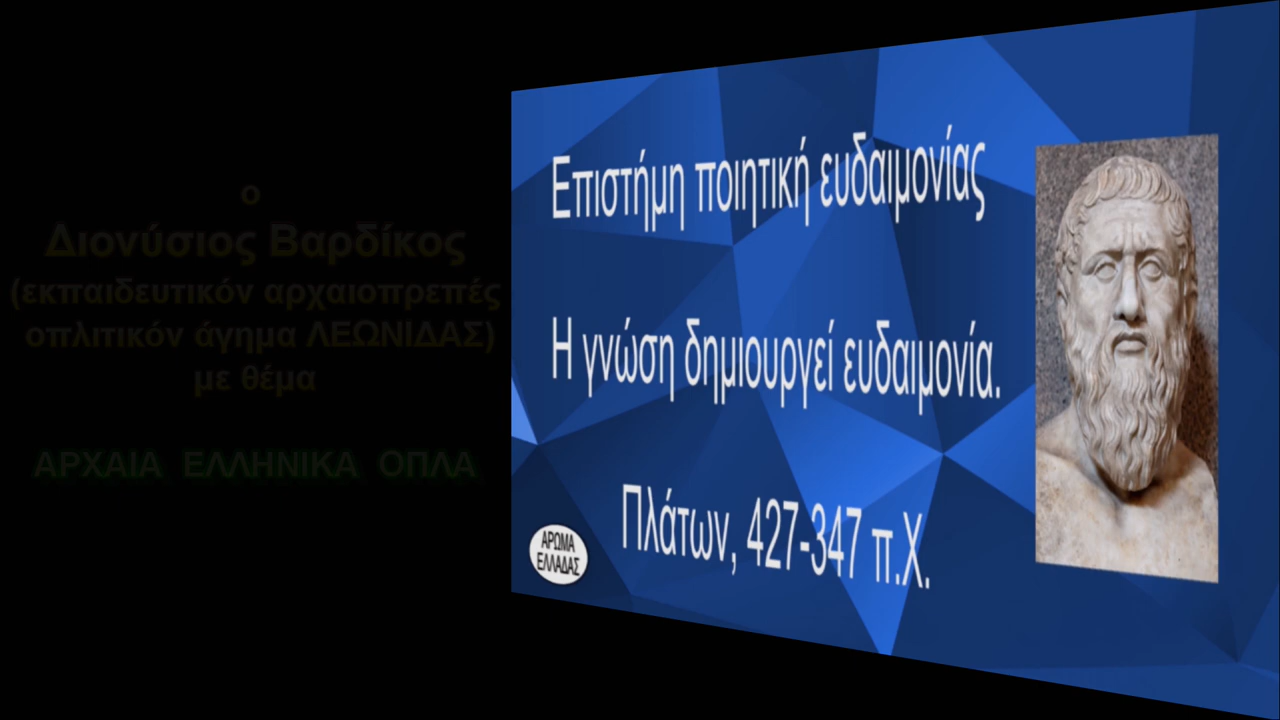 ο
Διονύσιος Βαρδίκος
(εκπαιδευτικόν αρχαιοπρεπές
οπλιτικόν άγημα ΛΕΩΝΙΔΑΣ)
με θέμα
ΑΡΧΑΙΑ ΕΛΛΗΝΙΚΑ ΟΠΛΑ
Επιστήμη ποιητική ευδαιμονίας
Η γνώση δημιουργεί ευδαιμονία.
Πλάτων, 427-347 π.Χ.
ΑΡΩΜΑ
ΕΛΛΑΔΑΣ